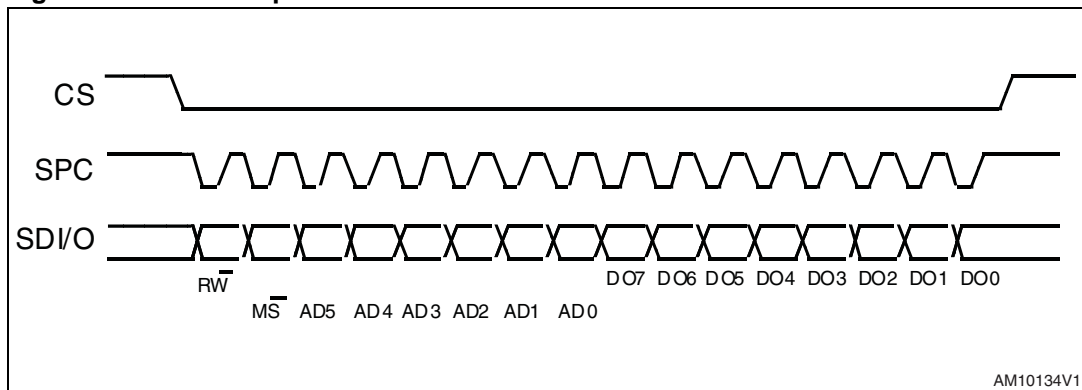 CS
SPC
SDI/O
RW
DO7 DO6 DO5 DO4 DO3 DO2 DO1 DO0
MS AD5 AD4 AD3 AD2 AD1 AD0
AM10134V1